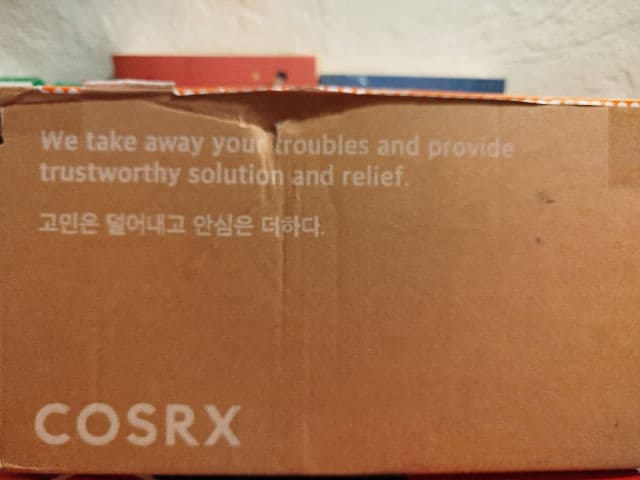 We take away your troubles and provide
trustworthy solution and relief.
고민은 덜어내고 안심은 더하다.
COSRX